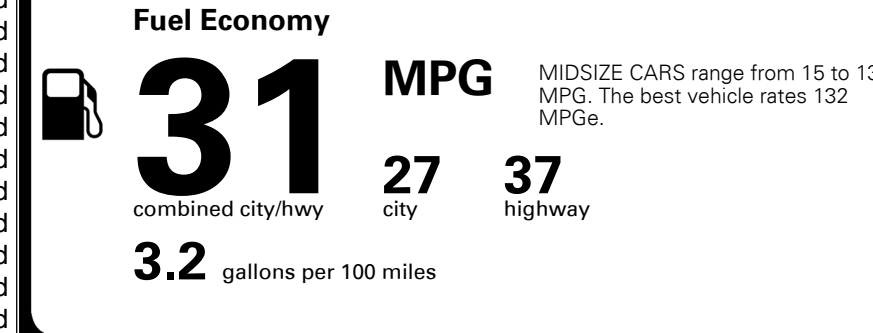 Fuel Economy
31
MPG
MIDSIZE CARS range from 15 to
MPG. The best vehicle rates 132
MPGe.
27
37
combined city/hwy
city
highway
3.2 gallons per 100 miles
d
d
d
d
d
d
d
d
d
d
d